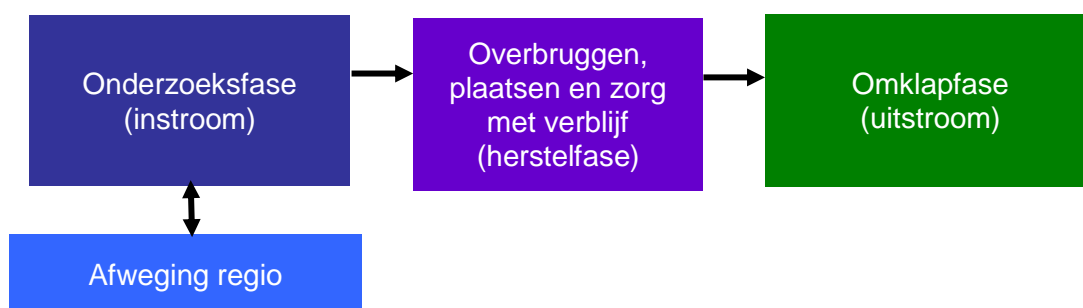 Onderzoeksfase
(instroom)
Overbruggen,
plaatsen en zorg
met verblijf
(herstelfase)
Omklapfase
(uitstroom)
Afweging regio